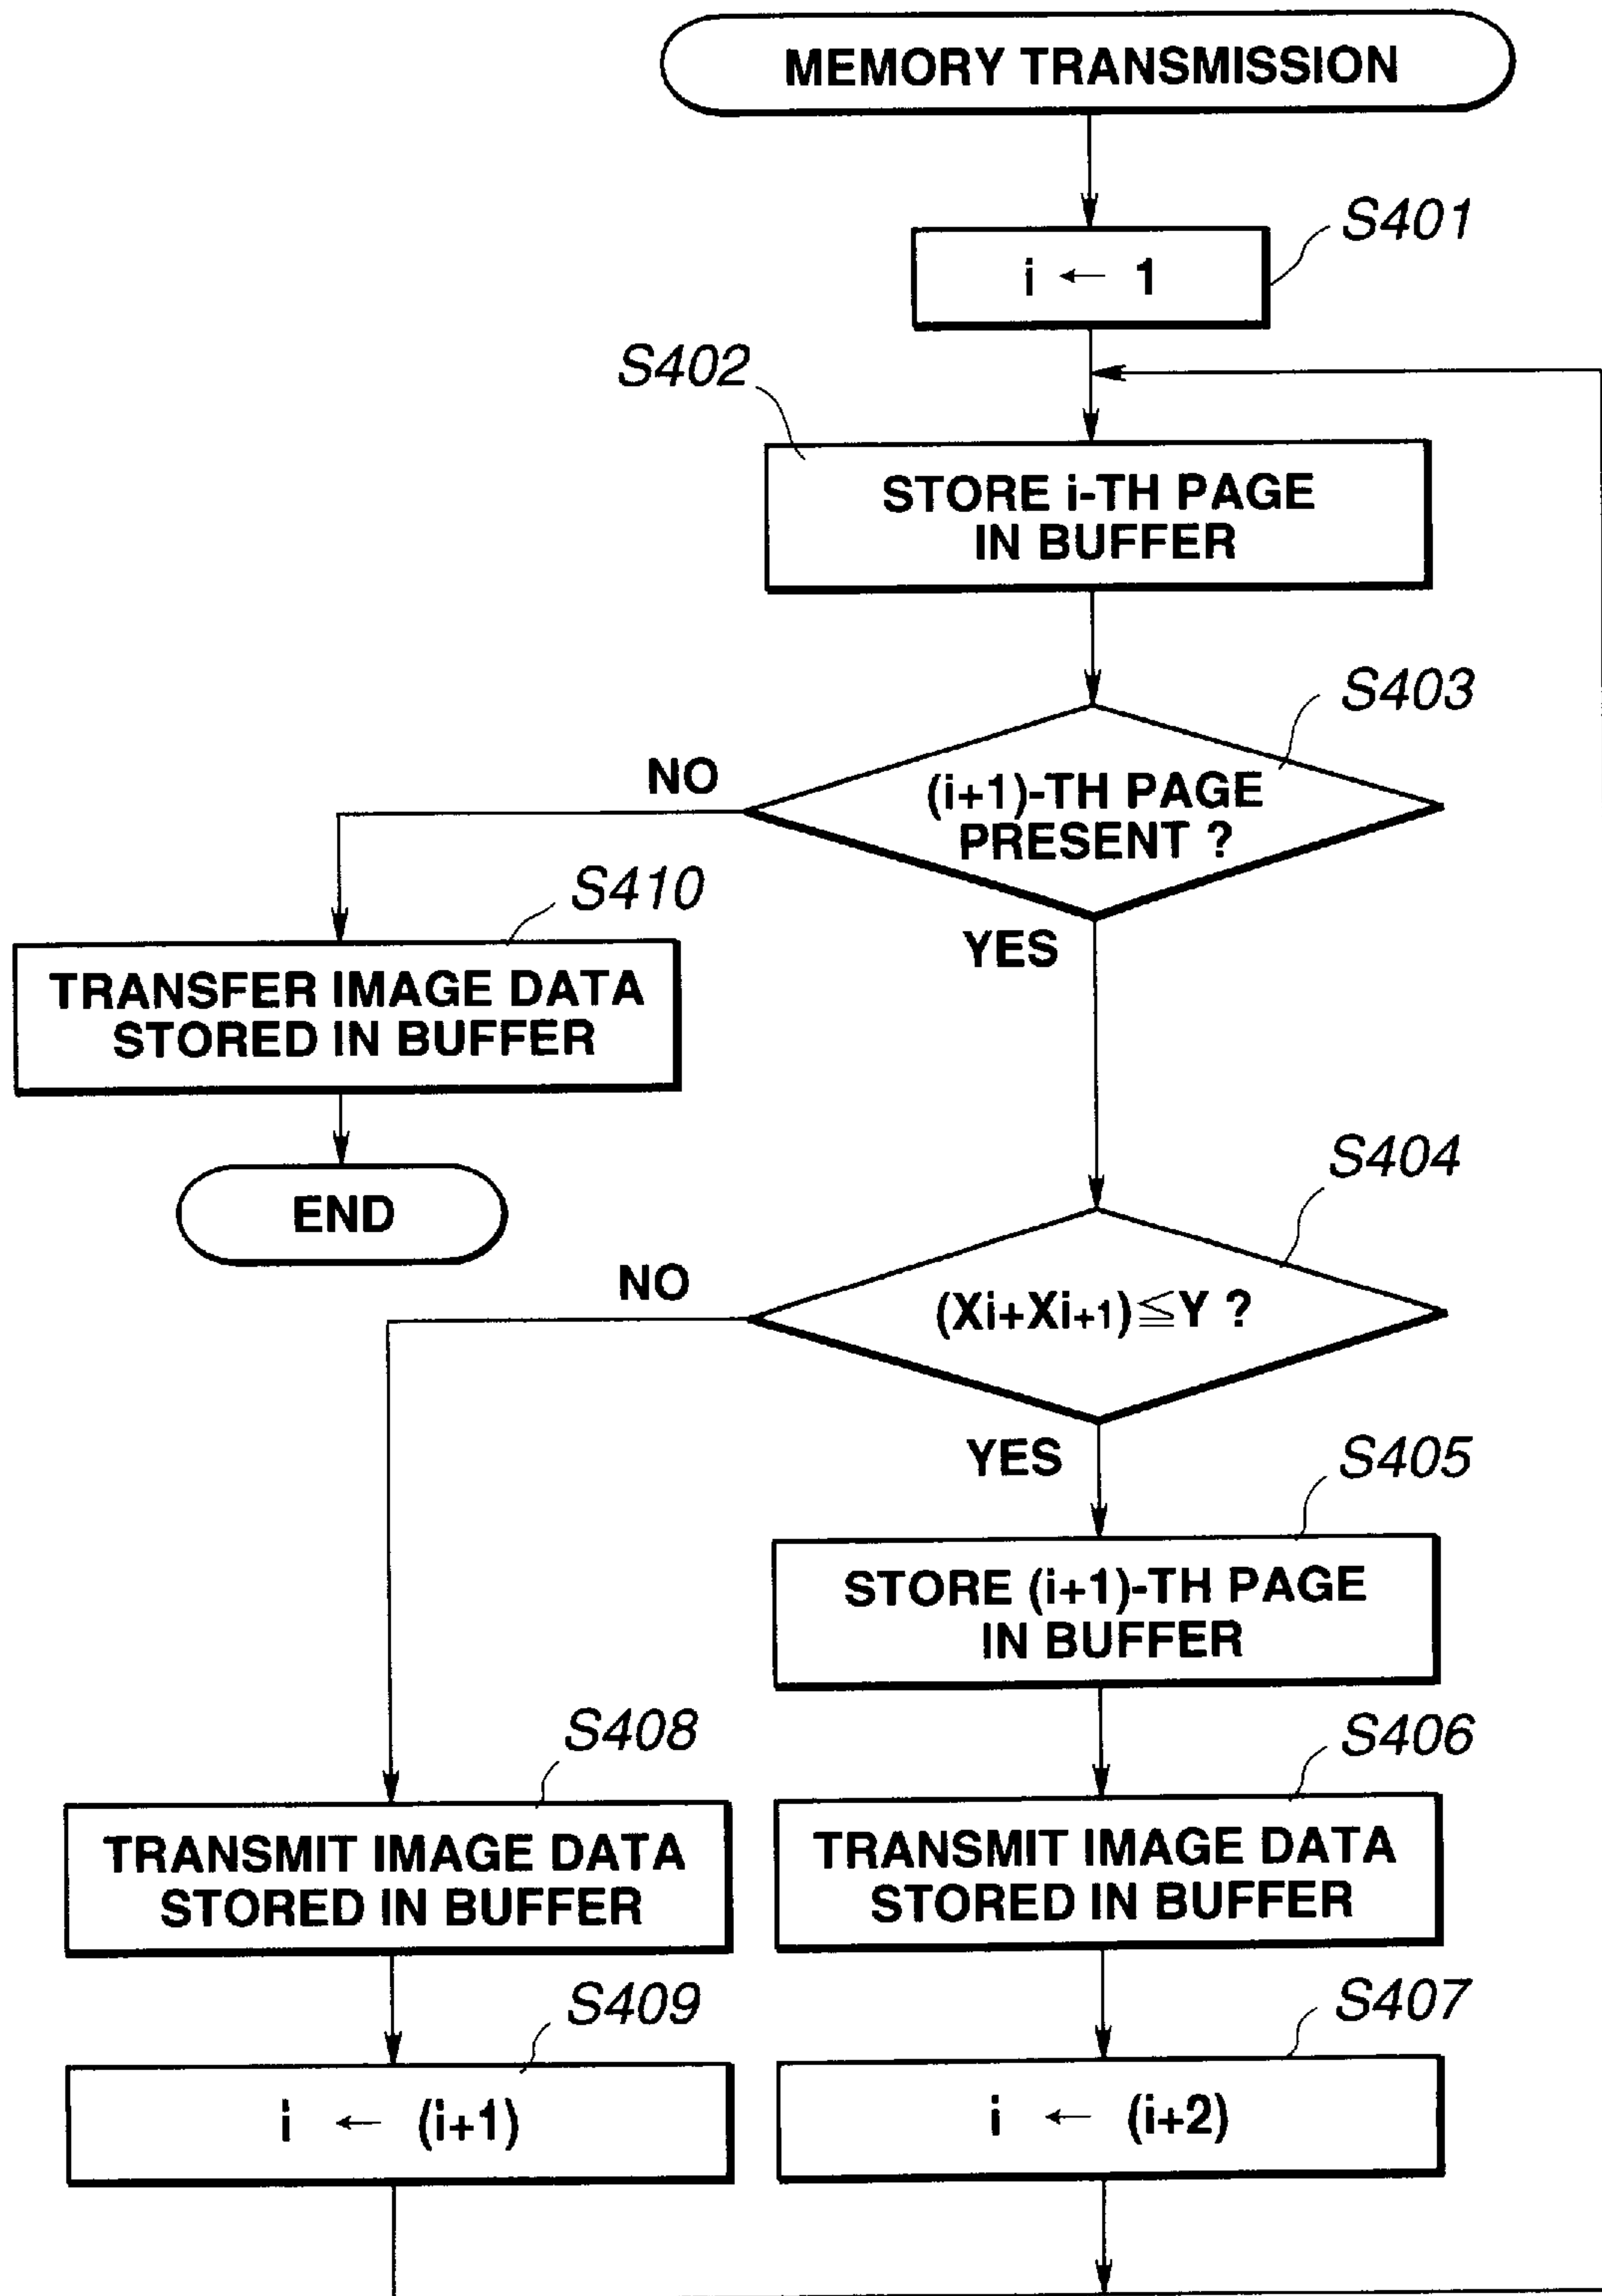 MEMORY TRANSMISSION
S401
i ← 1
S402
STORE i-TH PAGE
IN BUFFER
S403
NO
(i+1)-TH PAGE
PRESENT ?
S410
YES
TRANSFER IMAGE DATA
STORED IN BUFFER
S404
END
NO
(Xi+Xi+1)≦Y ?
YES
S405
STORE (i+1)-TH PAGE
IN BUFFER
S408
S406
TRANSMIT IMAGE DATA
STORED IN BUFFER
TRANSMIT IMAGE DATA
STORED IN BUFFER
S409
S407
i ← (i+1)
i ← (i+2)